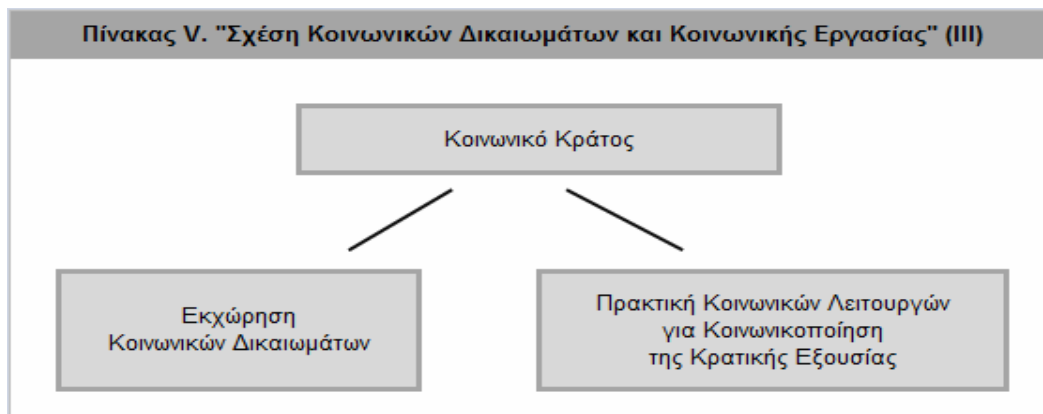 Πίνακας V. "Σχέση Κοινωνικών Δικαιωμάτων και Κοινωνικής Εργασίας" (III)
Κοινωνικό Κράτος
Εκχώρηση
Κοινωνικών Δικαιωμάτων
Πρακτική Κοινωνικών Λειτουργών
για Κοινωνικοποίηση
της Κρατικής Εξουσίας